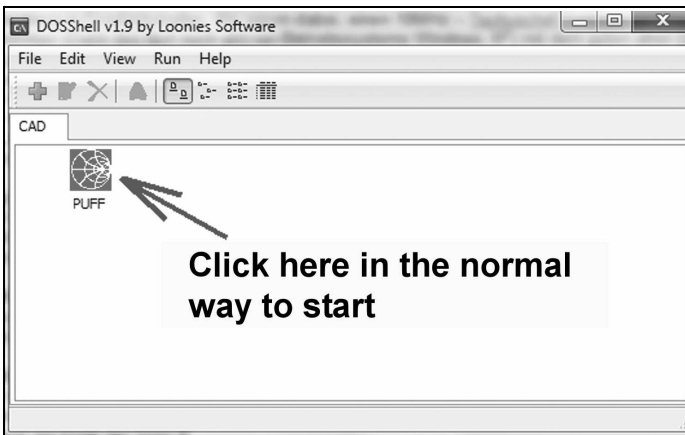 DOSShell v1.9 by Loonies Software
File Edit View Run Help
CAD
PUFF
Click here in the normal
way to start